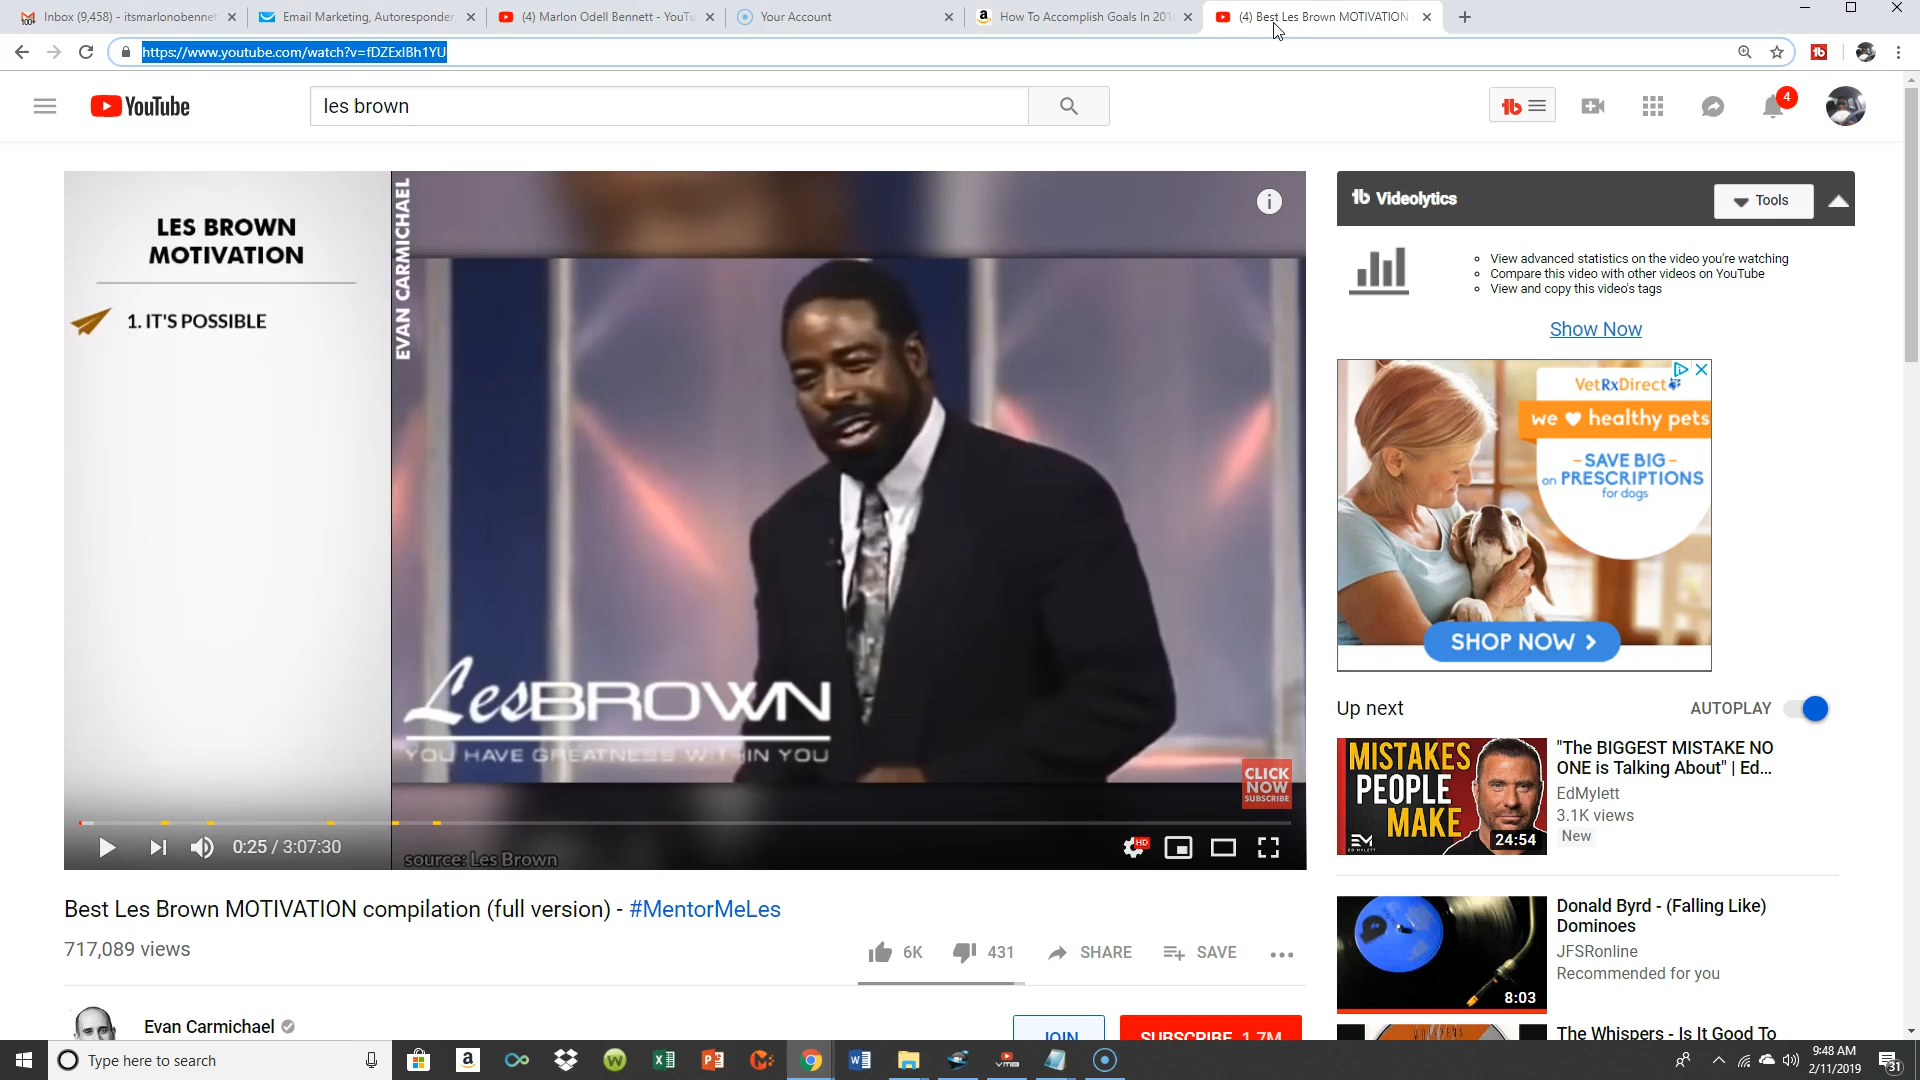 Inbox (9,458) - itsmarlonobennet
Email Marketing, Autoresponder,
(4) Marlon Odell Bennett - YouTu
Your Account
How To Accomplish Goals In 201
(4) Best Les Brown MOTIVATION
https://www.youtube.com/watch?v=fDZExlBh1YU
YouTube
les brown
4
LES BROWN
MOTIVATION
1. IT'S POSSIBLE
EVAN CARMICHAEL
LesBROWN
YOU HAVE GREATNESS WITHIN YOU
CLICK
NOW
SUBSCRIBE
0:25 / 3:07:30
source: Les Brown
HD
Best Les Brown MOTIVATION compilation (full version) - #MentorMeLes
717,089 views
6K
431
SHARE
SAVE
Evan Carmichael
JOIN
SUBSCRIBE 1.7M
Videolytics
Tools
View advanced statistics on the video you're watching
Compare this video with other videos on YouTube
View and copy this video's tags
Show Now
VetRxDirect
we healthy pets
-SAVE BIG-
on PRESCRIPTIONS
for dogs
SHOP NOW >
Up next
AUTOPLAY
MISTAKES
PEOPLE
MAKE
24:54
"The BIGGEST MISTAKE NO
ONE is Talking About" | Ed...
EdMylett
3.1K views
New
8:03
Donald Byrd - (Falling Like)
Dominoes
JFSRonline
Recommended for you
The Whispers - Is It Good To
Type here to search
9:48 AM
2/11/2019
31